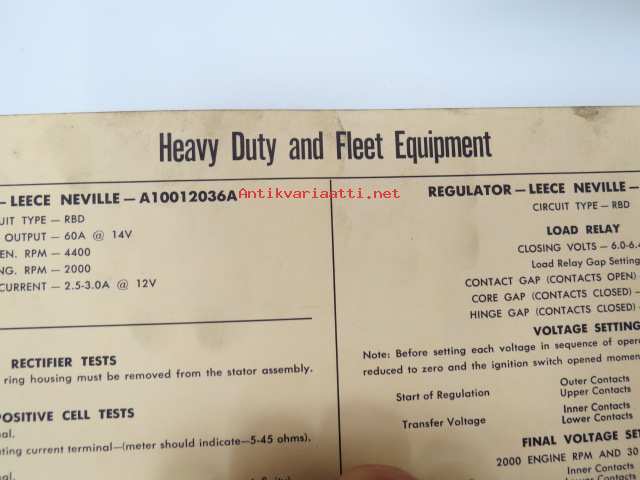 Heavy Duty and Fleet Equipment
– LEECE NEVILLE – A10012036A
UIT TYPE – RBD
OUTPUT – 60A @ 14V
EN. RPM – 4400
NG. RPM – 2000
CURRENT – 2.5-3.0A @ 12V
RECTIFIER TESTS
ring housing must be removed from the stator assembly.
POSITIVE CELL TESTS
nal.
ating current terminal—(meter should indicate—5-45 ohms).
nal.
Antikvariaatti.net
REGULATOR – LEECE NEVILLE –
CIRCUIT TYPE – RBD
LOAD RELAY
CLOSING VOLTS – 6.0-6.
Load Relay Gap Setting
CONTACT GAP (CONTACTS OPEN) –
CORE GAP (CONTACTS CLOSED) –
HINGE GAP (CONTACTS CLOSED) –
VOLTAGE SETTING
Note: Before setting each voltage in sequence of oper
reduced to zero and the ignition switch opened momen
Start of Regulation
Outer Contacts
Upper Contacts
Transfer Voltage
Inner Contacts
Lower Contacts
FINAL VOLTAGE SE
2000 ENGINE RPM AND 30
Inner Contacts
Lower Contacts